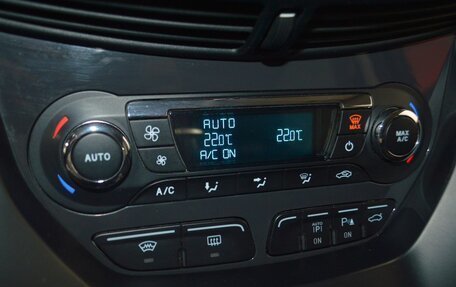 AUTO
22.0°C 22.0°C
A/C ON
MAX
AUTO
MAX
A/C
A/C
AUTO
P
ON
P
ON